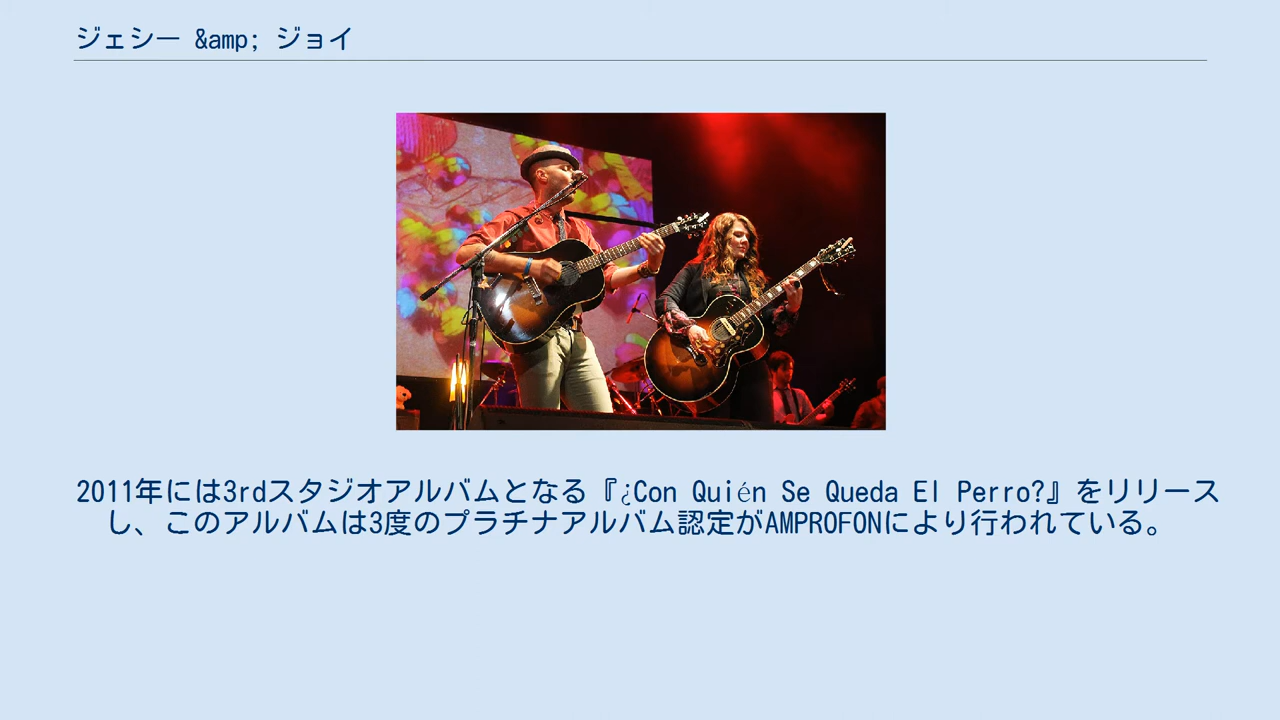 ジェシー &amp; ジョイ
2011年には3rdスタジオアルバムとなる『¿Con Quién Se Queda El Perro?』をリリース
し、このアルバムは3度のプラチナアルバム認定がAMPROFONにより行われている。